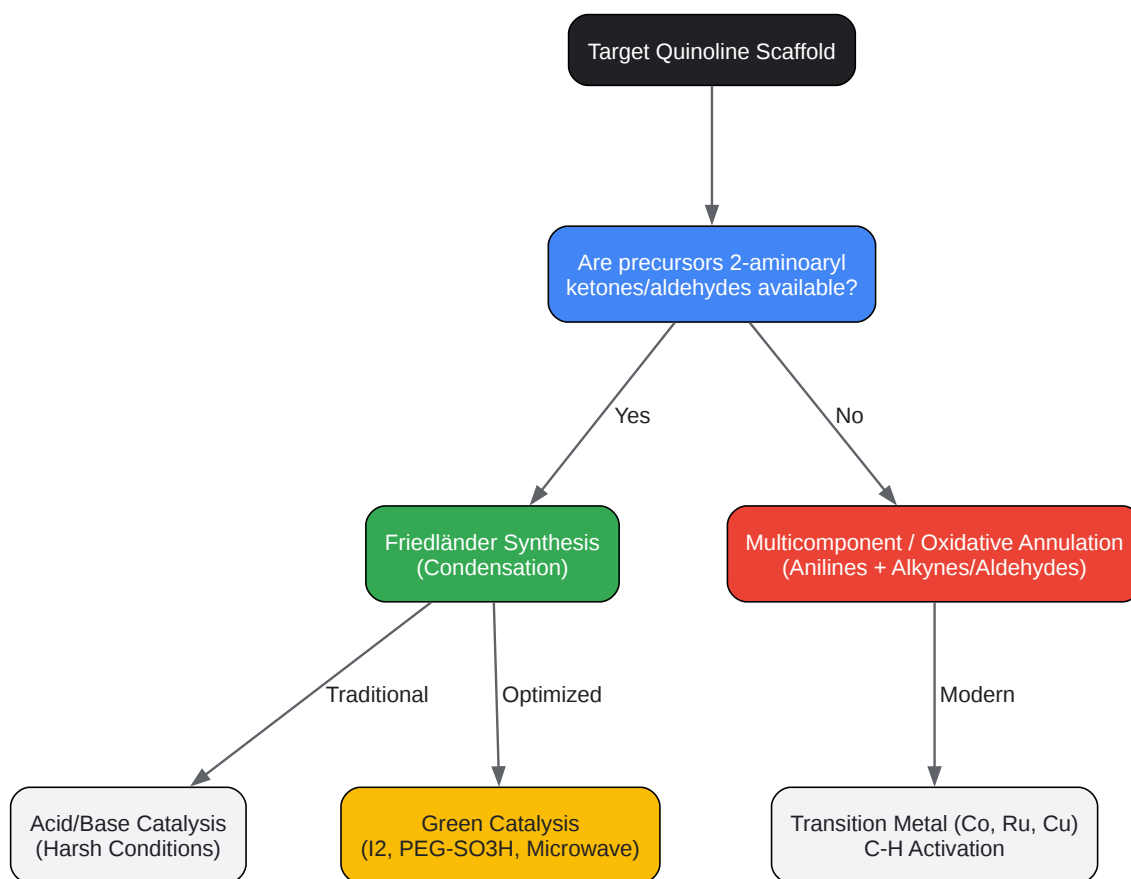 Target Quinoline Scaffold
Are precursors 2-aminoaryl
ketones/aldehydes available?
Yes
No
Friedländer Synthesis
(Condensation)
Multicomponent / Oxidative Annulation
(Anilines + Alkynes/Aldehydes)
Traditional
Optimized
Modern
Acid/Base Catalysis
(Harsh Conditions)
Green Catalysis
(I2, PEG-SO3H, Microwave)
Transition Metal (Co, Ru, Cu)
C-H Activation